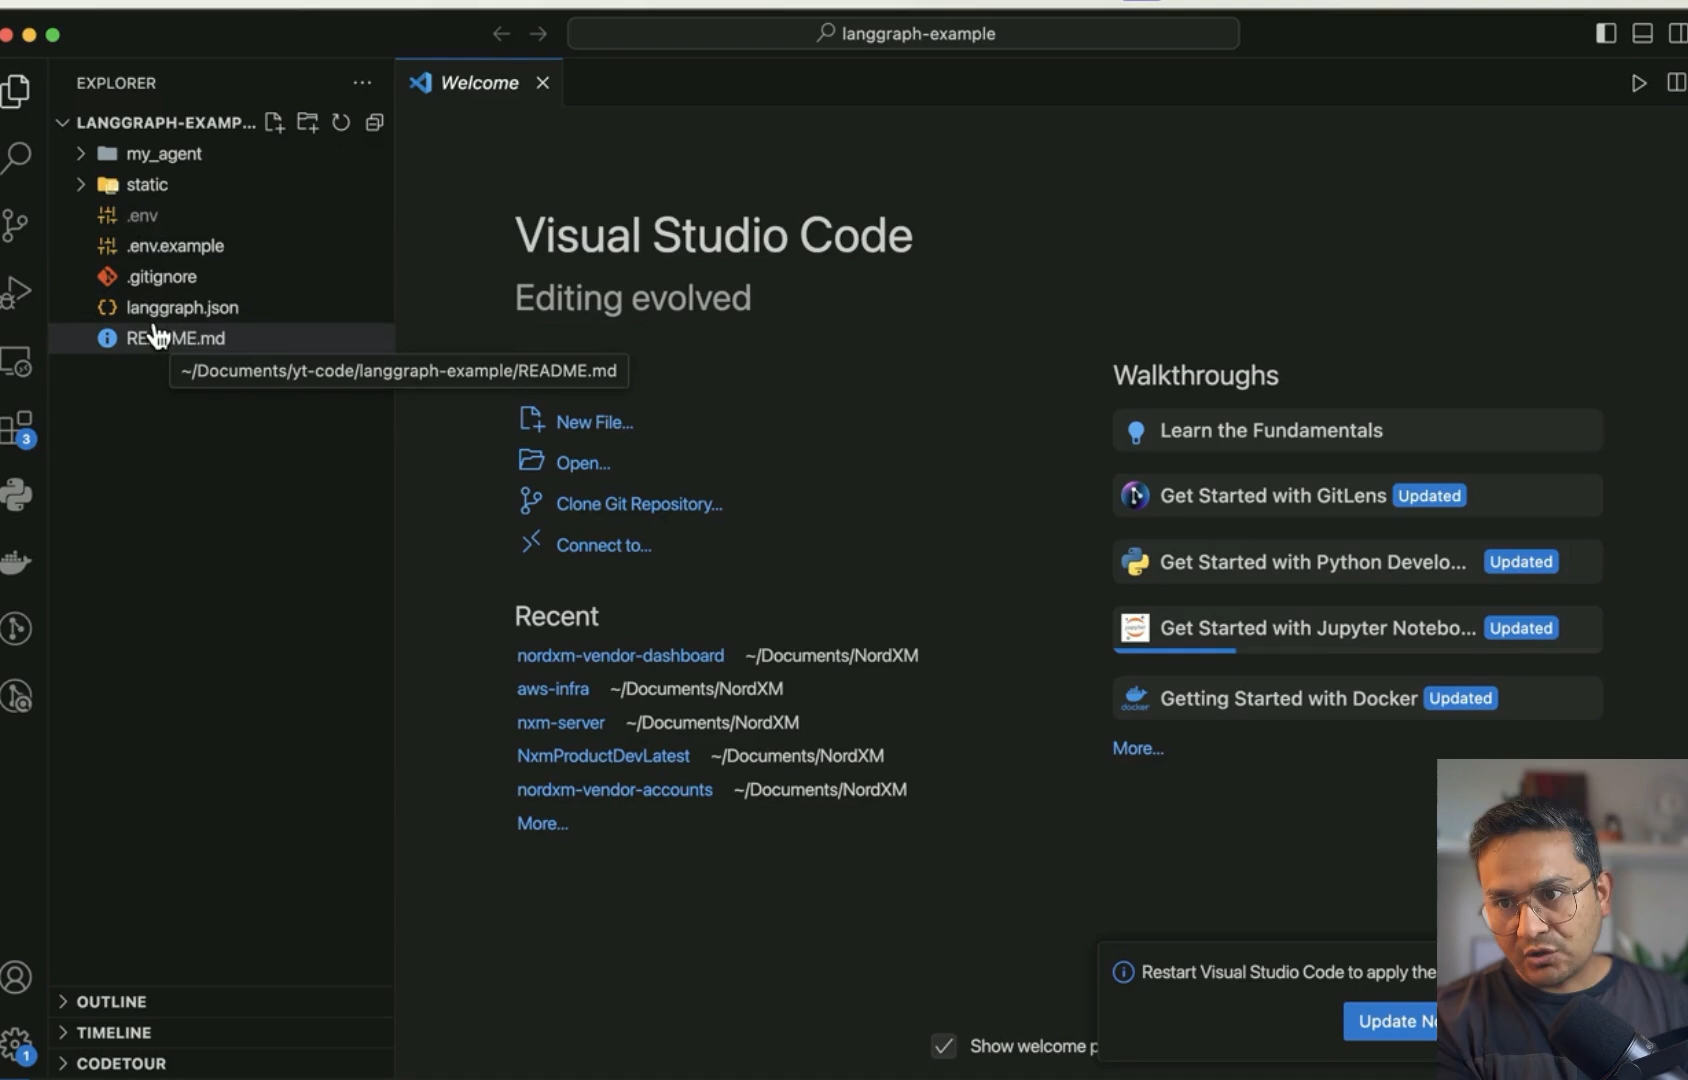 langgraph-example
EXPLORER
Welcome
LANGGRAPH-EXAMP...
my_agent
static
.env
.env.example
.gitignore
langgraph.json
README.md
~/Documents/yt-code/langgraph-example/README.md
Visual Studio Code
Editing evolved
New File...
Open...
Clone Git Repository...
Connect to...
Recent
nordxm-vendor-dashboard ~/Documents/NordXM
aws-infra ~/Documents/NordXM
nxm-server ~/Documents/NordXM
NxmProductDevLatest ~/Documents/NordXM
nordxm-vendor-accounts ~/Documents/NordXM
More...
Walkthroughs
Learn the Fundamentals
Get Started with GitLens Updated
Get Started with Python Develo... Updated
Get Started with Jupyter Notebo... Updated
Getting Started with Docker Updated
More...
3
1
OUTLINE
TIMELINE
CODETOUR
Restart Visual Studio Code to apply the
Update N
Show welcome p